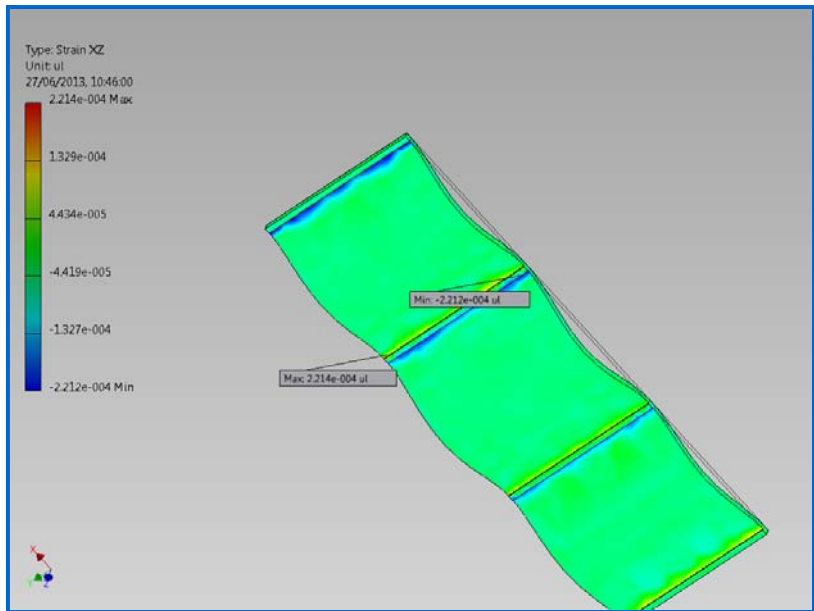 Type: Strain XZ
Unit: ul
27/06/2013, 10:46:00
2.214e-004 Max
1.329e-004
4.434e-005
-4.419e-005
-1.327e-004
-2.212e-004 Min
Min: -2.212e-004 ul
Max: 2.214e-004 ul
X
Y
Z